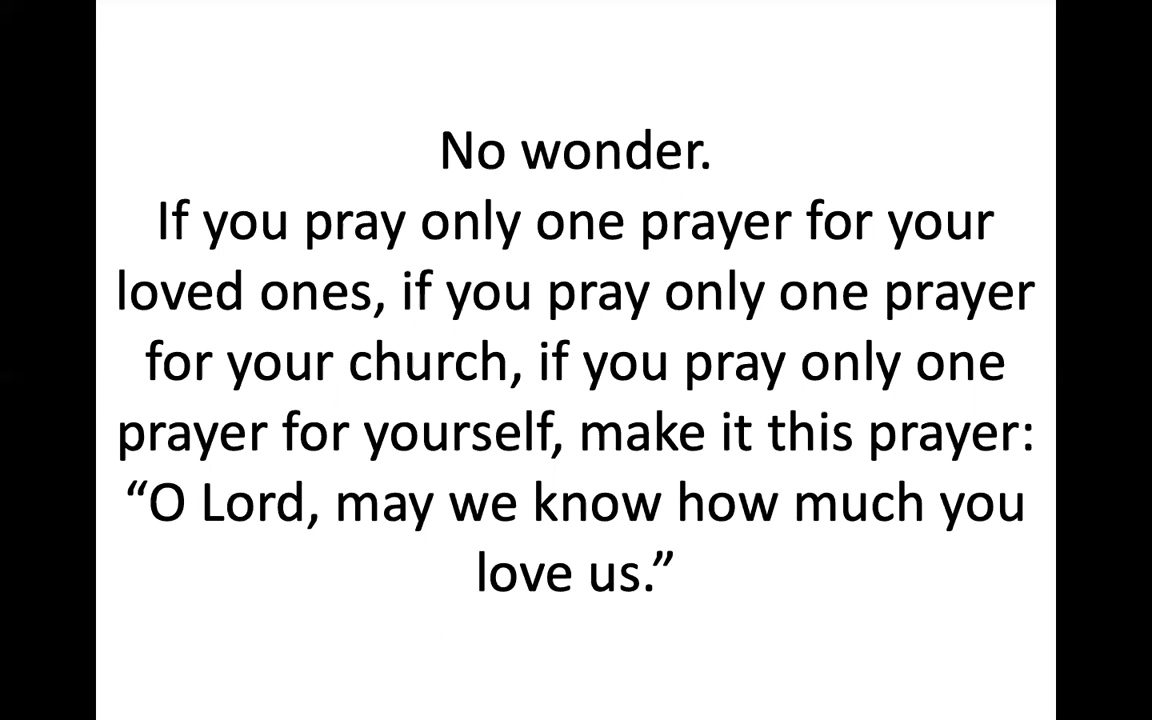 No wonder.
If you pray only one prayer for your
loved ones, if you pray only one prayer
for your church, if you pray only one
prayer for yourself, make it this prayer:
“O Lord, may we know how much you
love us.”